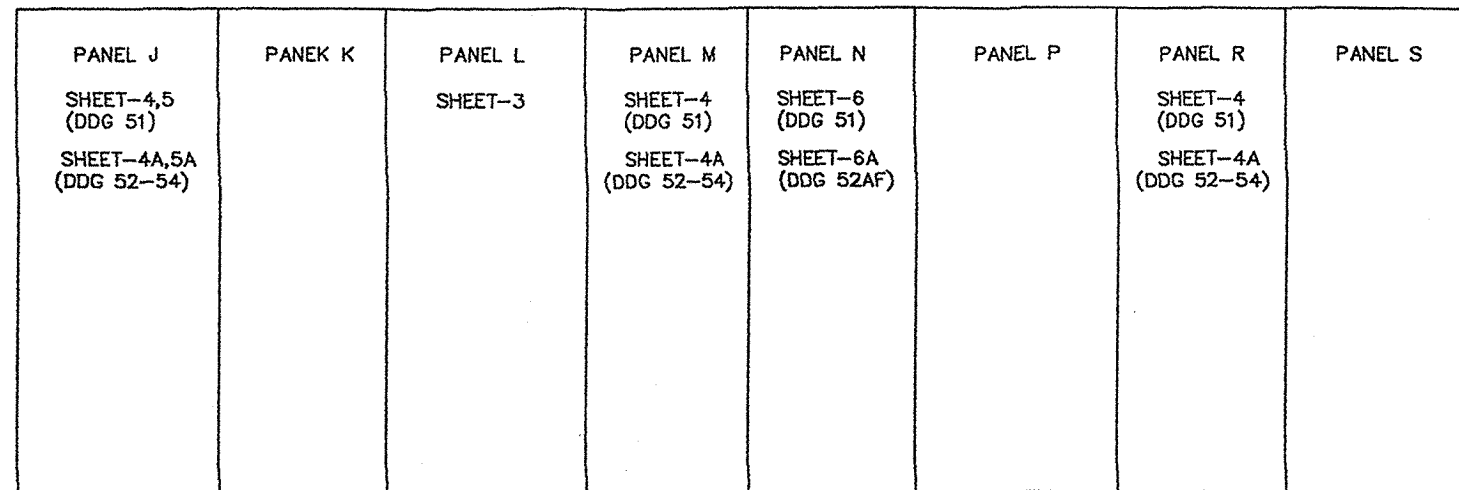 PANEL J
SHEET-4,5
(DDG 51)
SHEET-4A,5A
(DDG 52-54)
PANEK K
PANEL L
SHEET-3
PANEL M
SHEET-4
(DDG 51)
SHEET-4A
(DDG 52-54)
PANEL N
SHEET-6
(DDG 51)
SHEET-6A
(DDG 52AF)
PANEL P
PANEL R
SHEET-4
(DDG 51)
SHEET-4A
(DDG 52-54)
PANEL S